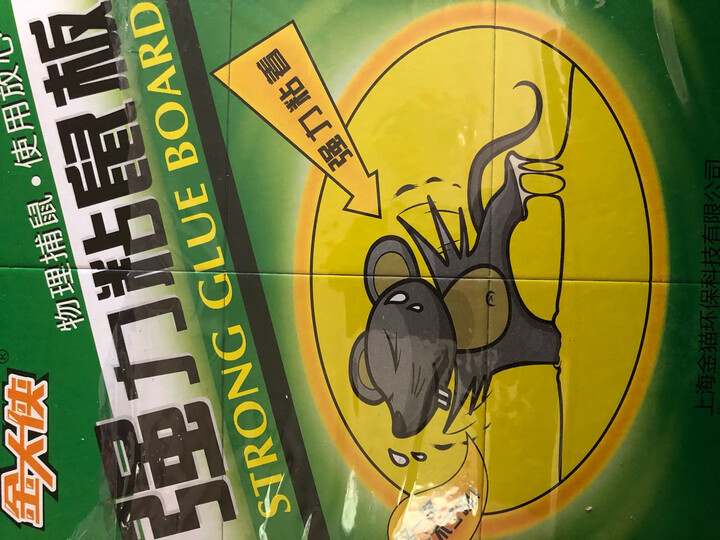 金大侠®
物理捕鼠·使用放心
强力粘鼠板
STRONG GLUE BOARD
强力粘着
上海金猫环保科技有限公司